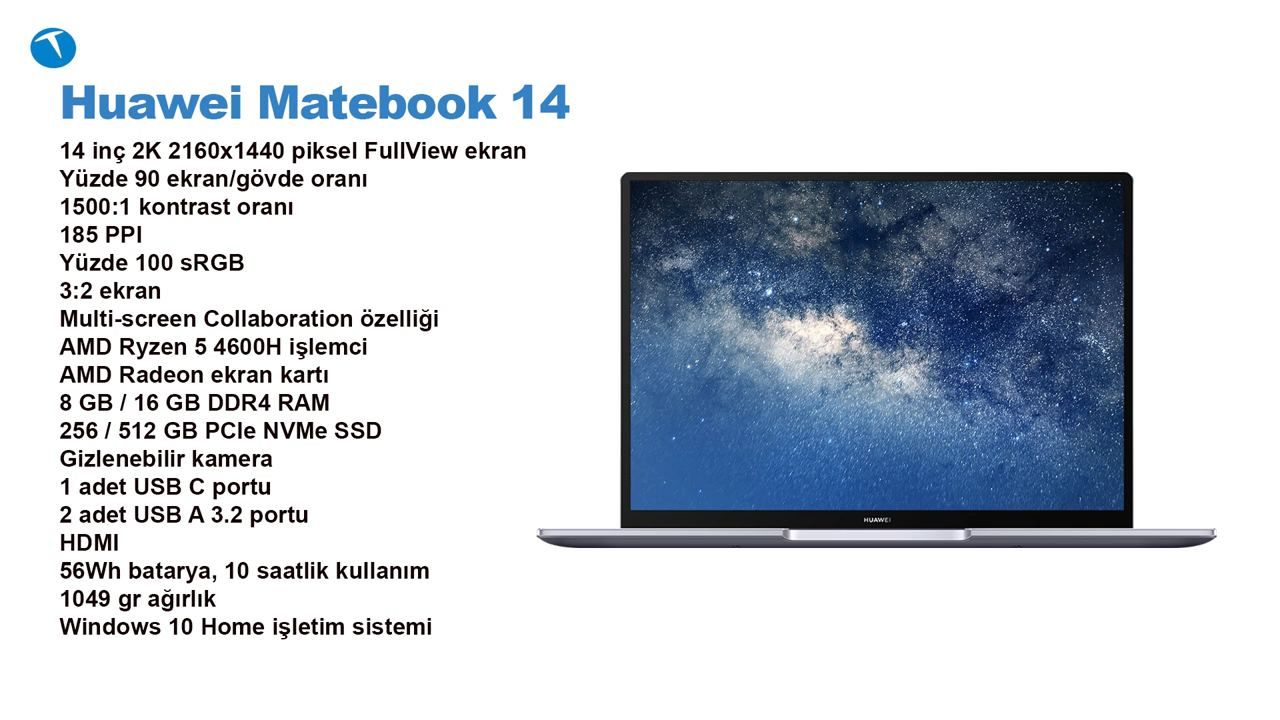 Huawei Matebook 14
14 inç 2K 2160x1440 piksel FullView ekran
Yüzde 90 ekran/gövde oranı
1500:1 kontrast oranı
185 PPI
Yüzde 100 sRGB
3:2 ekran
Multi-screen Collaboration özelliği
AMD Ryzen 5 4600H işlemci
AMD Radeon ekran kartı
8 GB / 16 GB DDR4 RAM
256 / 512 GB PCIe NVMe SSD
Gizlenebilir kamera
1 adet USB C portu
2 adet USB A 3.2 portu
HDMI
56Wh batarya, 10 saatlik kullanım
1049 gr ağırlık
Windows 10 Home işletim sistemi
HUAWEI